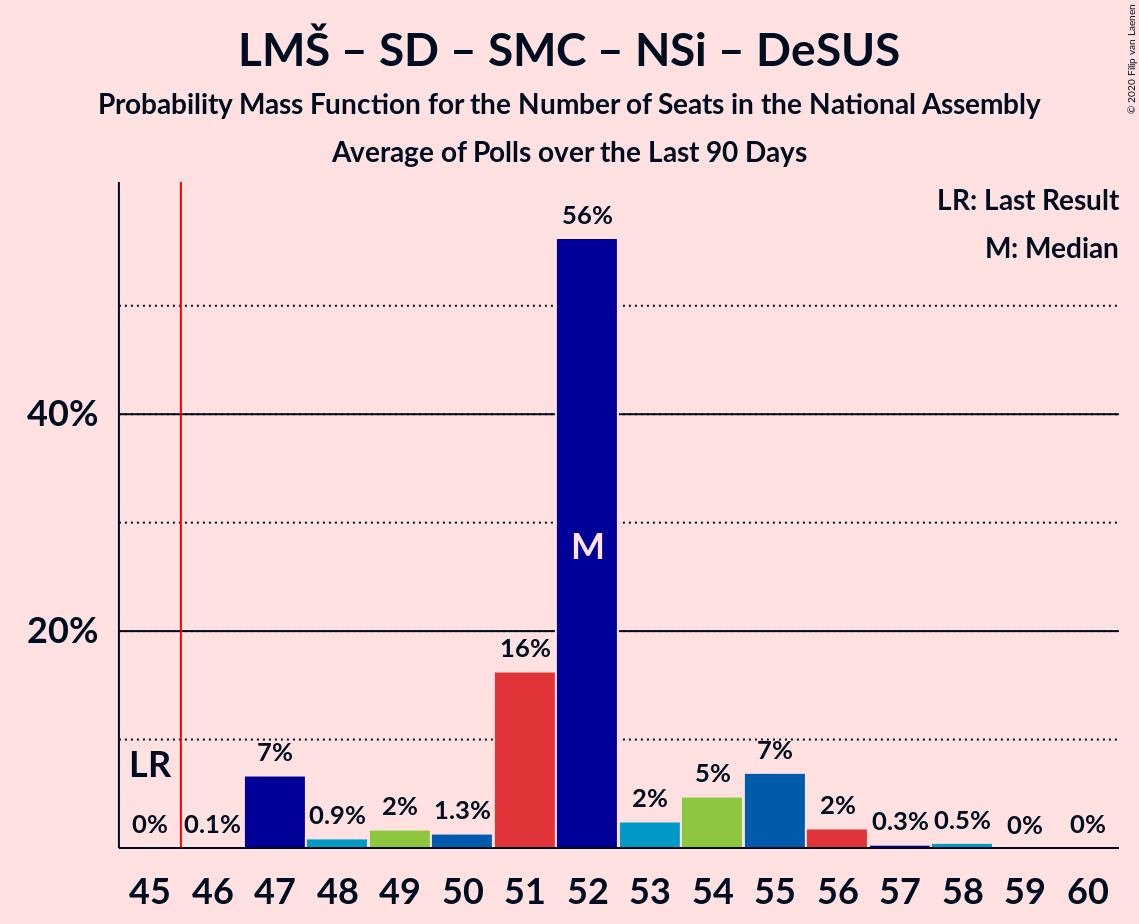 LMŠ – SD – SMC – NSi – DeSUS
Probability Mass Function for the Number of Seats in the National Assembly
Average of Polls over the Last 90 Days
© 2020 Filip van Laenen
LR: Last Result
M: Median
56%
40%
M
20%
16%
LR
7%
7%
5%
0%
0.1%
0.9%
2%
1.3%
2%
2%
0.3%
0.5%
0%
0%
45 46 47 48 49 50 51 52 53 54 55 56 57 58 59 60